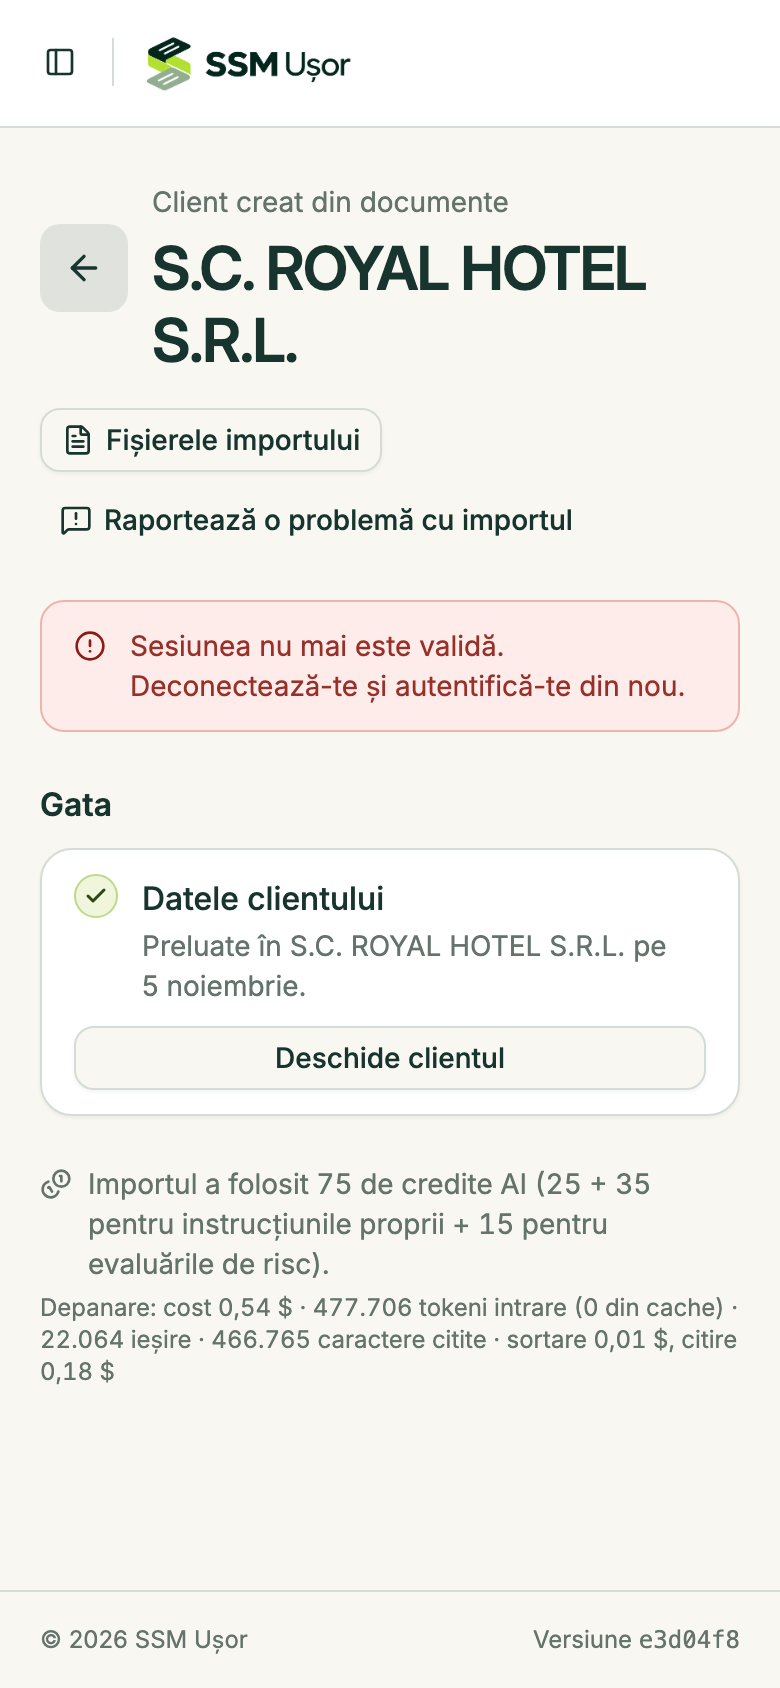 SSM Ușor
Client creat din documente
S.C. ROYAL HOTEL
S.R.L.
Fișierele importului
Raportează o problemă cu importul
Sesiunea nu mai este validă.
Deconectează-te și autentifică-te din nou.
Gata
Datele clientului
Preluate în S.C. ROYAL HOTEL S.R.L. pe
5 noiembrie.
Deschide clientul
Importul a folosit 75 de credite AI (25 + 35
pentru instrucțiunile proprii + 15 pentru
evaluările de risc).
Depanare: cost 0,54 $ · 477.706 tokeni intrare (0 din cache) ·
22.064 ieșire · 466.765 caractere citite · sortare 0,01 $, citire
0,18 $
© 2026 SSM Ușor
Versiune e3d04f8